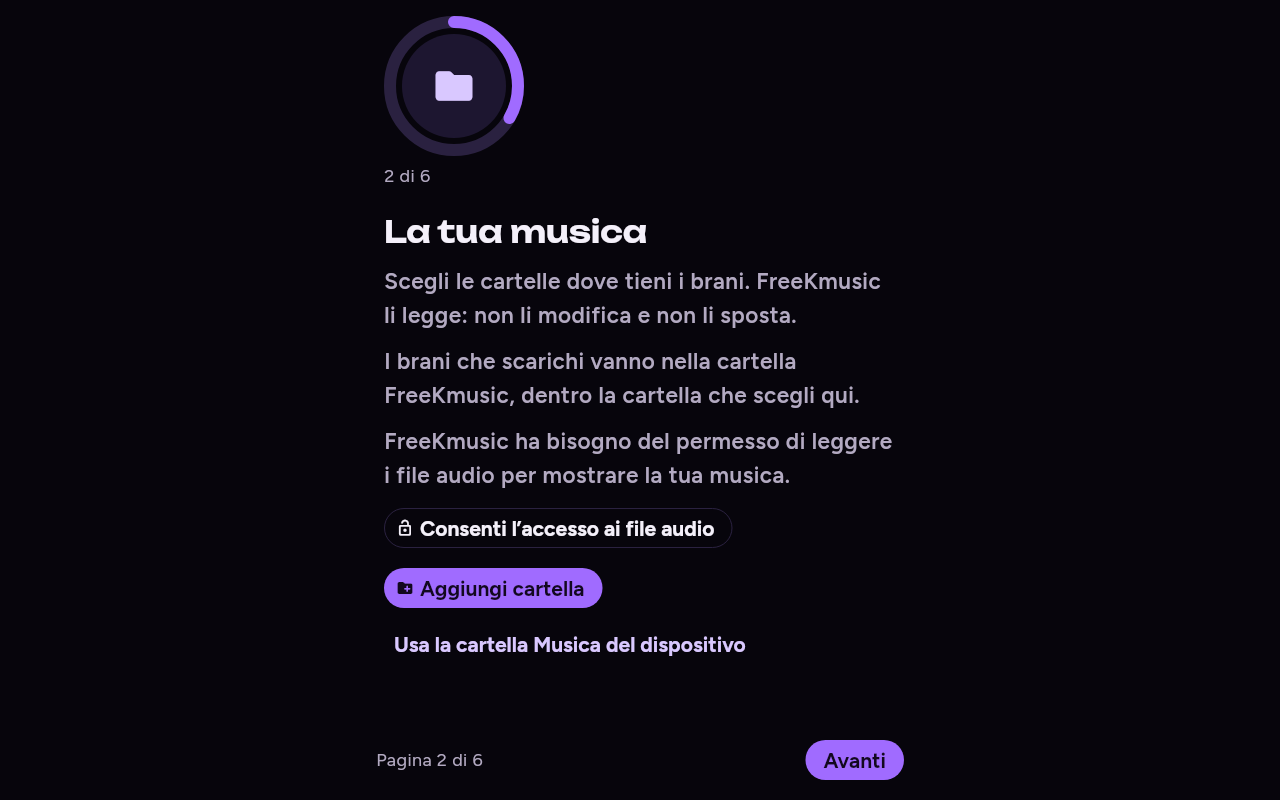 2 di 6
La tua musica
Scegli le cartelle dove tieni i brani. FreeKmusic
li legge: non li modifica e non li sposta.
I brani che scarichi vanno nella cartella
FreeKmusic, dentro la cartella che scegli qui.
FreeKmusic ha bisogno del permesso di leggere
i file audio per mostrare la tua musica.
Consenti l’accesso ai file audio
Aggiungi cartella
Usa la cartella Musica del dispositivo
Pagina 2 di 6
Avanti